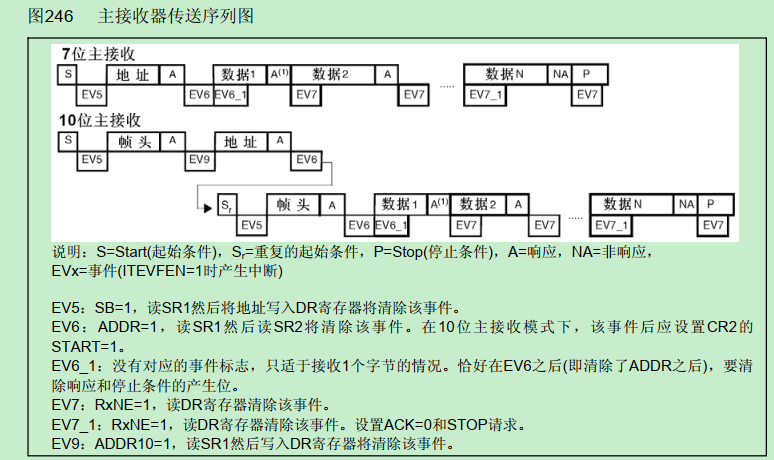 图246 主接收器传送序列图
7位主接收
S 地址 A 数据1 A(1) 数据2 A ..... 数据N NA P
EV5 EV6 EV6_1 EV7 EV7 EV7_1 EV7
10位主接收
S 帧头 A 地址 A
EV5 EV9 EV6
Sr 帧头 A 数据1 A(1) 数据2 A ..... 数据N NA P
EV5 EV6 EV6_1 EV7 EV7 EV7_1 EV7
说明：S=Start(起始条件)，Sr=重复的起始条件，P=Stop(停止条件)，A=响应，NA=非响应，
EVx=事件(ITEVFEN=1时产生中断)
EV5：SB=1，读SR1然后将地址写入DR寄存器将清除该事件。
EV6：ADDR=1，读SR1然后读SR2将清除该事件。在10位主接收模式下，该事件后应设置CR2的
START=1。
EV6_1：没有对应的事件标志，只适于接收1个字节的情况。恰好在EV6之后(即清除了ADDR之后)，要清
除响应和停止条件的产生位。
EV7：RxNE=1，读DR寄存器清除该事件。
EV7_1：RxNE=1，读DR寄存器清除该事件。设置ACK=0和STOP请求。
EV9：ADDR10=1，读SR1然后写入DR寄存器将清除该事件。